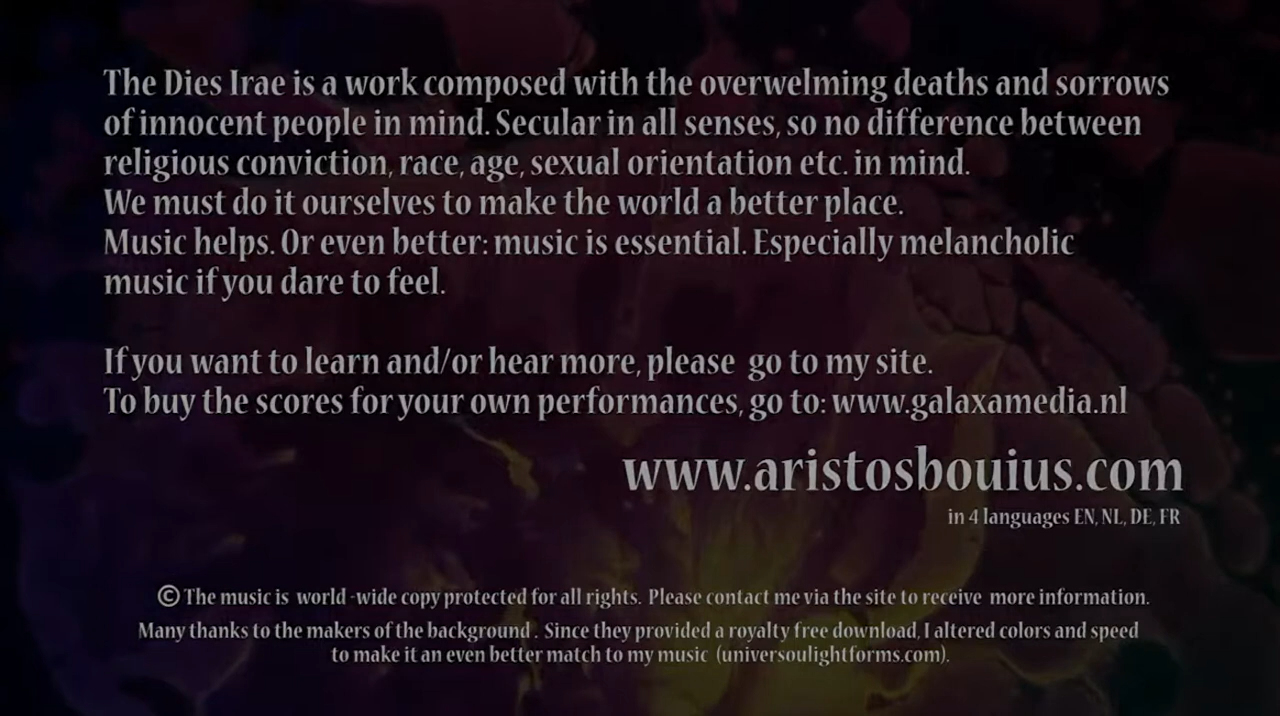 The Dies Irae is a work composed with the overwelming deaths and sorrows
of innocent people in mind. Secular in all senses, so no difference between
religious conviction, race, age, sexual orientation etc. in mind.
We must do it ourselves to make the world a better place.
Music helps. Or even better: music is essential. Especially melancholic
music if you dare to feel.
If you want to learn and/or hear more, please go to my site.
To buy the scores for your own performances, go to: www.galaxamedia.nl
www.aristosbouius.com
in 4 languages EN, NL, DE, FR
© The music is world -wide copy protected for all rights. Please contact me via the site to receive more information.
Many thanks to the makers of the background . Since they provided a royalty free download, I altered colors and speed
to make it an even better match to my music (universoulightforms.com).